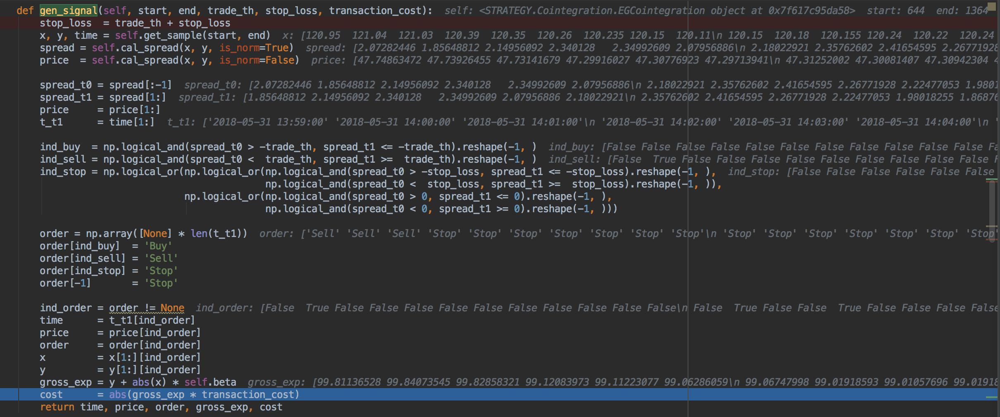 def gen_signal(self, start, end, trade_th, stop_loss, transaction_cost):  self: <STRATEGY.Cointegration.EGCointegration object at 0x7f617c95da58>  start: 644  end: 1364
stop_loss  = trade_th + stop_loss
x, y, time = self.get_sample(start, end)  x: [120.95  121.04  121.03  120.39  120.35  120.26  120.235 120.15  120.11\n 120.15  120.18  120.155 120.24  120.22  120.24
spread = self.cal_spread(x, y, is_norm=True)  spread: [2.07282446 1.85648812 2.14956092 2.340128   2.34992609 2.07956886\n 2.18022921 2.35762602 2.41654595 2.26771928
price  = self.cal_spread(x, y, is_norm=False)  price: [47.74863472 47.73926455 47.73141679 47.29916027 47.30776923 47.29713941\n 47.31252002 47.30081407 47.30942304 4
spread_t0 = spread[:-1]  spread_t0: [2.07282446 1.85648812 2.14956092 2.340128   2.34992609 2.07956886\n 2.18022921 2.35762602 2.41654595 2.26771928 2.22477053 1.9801
spread_t1 = spread[1:]  spread_t1: [1.85648812 2.14956092 2.340128   2.34992609 2.07956886 2.18022921\n 2.35762602 2.41654595 2.26771928 2.22477053 1.98018255 1.86876
price     = price[1:]
t_t1      = time[1:]  t_t1: ['2018-05-31 13:59:00' '2018-05-31 14:00:00' '2018-05-31 14:01:00'\n '2018-05-31 14:02:00' '2018-05-31 14:03:00' '2018-05-31 14:04:00'\n '
ind_buy  = np.logical_and(spread_t0 > -trade_th, spread_t1 <= -trade_th).reshape(-1, )  ind_buy: [False False False False False False False False False False False Fa
ind_sell = np.logical_and(spread_t0 <  trade_th, spread_t1 >=  trade_th).reshape(-1, )  ind_sell: [False  True False False False False False False False False False F
ind_stop = np.logical_or(np.logical_or(np.logical_and(spread_t0 > -stop_loss, spread_t1 <= -stop_loss).reshape(-1, ),  ind_stop: [False False False False False False
np.logical_and(spread_t0 <  stop_loss, spread_t1 >=  stop_loss).reshape(-1, )),
np.logical_or(np.logical_and(spread_t0 > 0, spread_t1 <= 0).reshape(-1, ),
np.logical_and(spread_t0 < 0, spread_t1 >= 0).reshape(-1, )))
order = np.array([None] * len(t_t1))  order: ['Sell' 'Sell' 'Sell' 'Stop' 'Stop' 'Stop' 'Stop' 'Stop' 'Stop' 'Stop'\n 'Stop' 'Stop' 'Stop' 'Stop' 'Stop' 'Stop' 'Stop'
order[ind_buy]  = 'Buy'
order[ind_sell] = 'Sell'
order[ind_stop] = 'Stop'
order[-1]       = 'Stop'
ind_order = order != None  ind_order: [False  True False False False False False False False False False False\n False  True False False  True False False False False
time      = t_t1[ind_order]
price     = price[ind_order]
order     = order[ind_order]
x         = x[1:][ind_order]
y         = y[1:][ind_order]
gross_exp = y + abs(x) * self.beta  gross_exp: [99.81136528 99.84073545 99.82858321 99.12083973 99.11223077 99.06286059\n 99.06747998 99.01918593 99.01057696 99.01918
cost      = abs(gross_exp * transaction_cost)
return time, price, order, gross_exp, cost